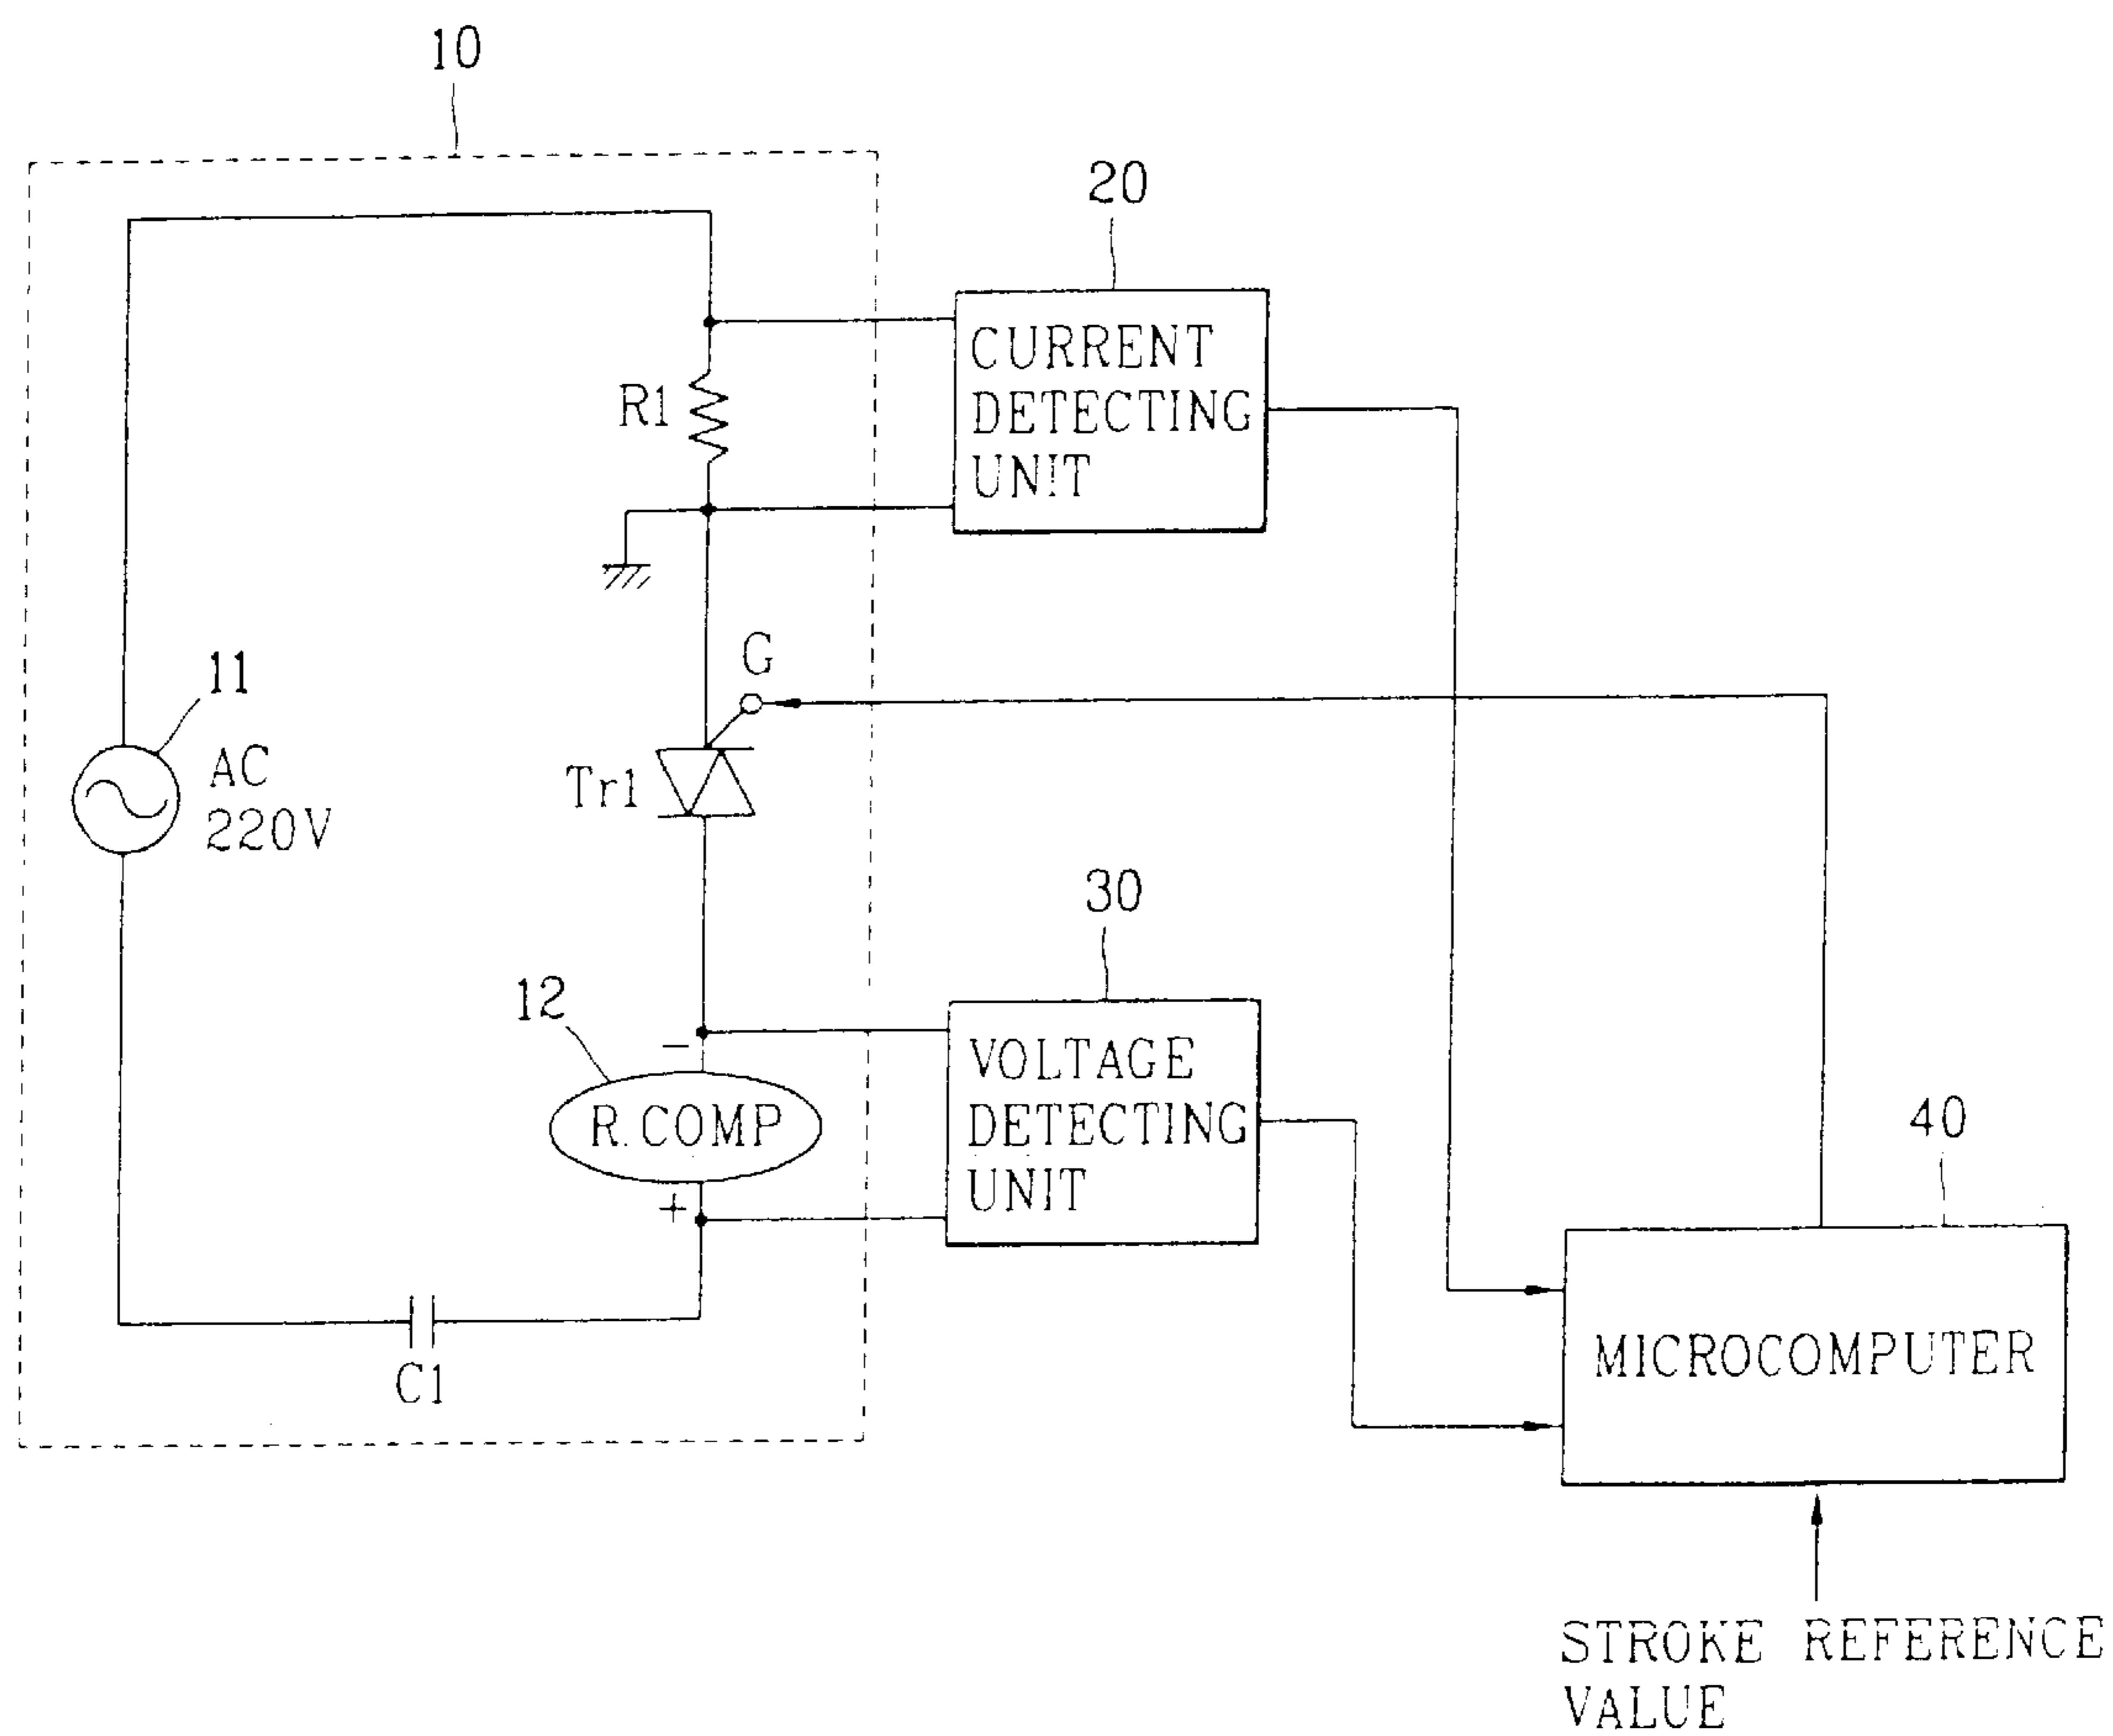 10
20
CURRENT
DETECTING
UNIT
R1
G
11
AC
220V
Tr1
30
12
−
VOLTAGE
DETECTING
UNIT
R.COMP
+
40
C1
MICROCOMPUTER
STROKE REFERENCE
VALUE